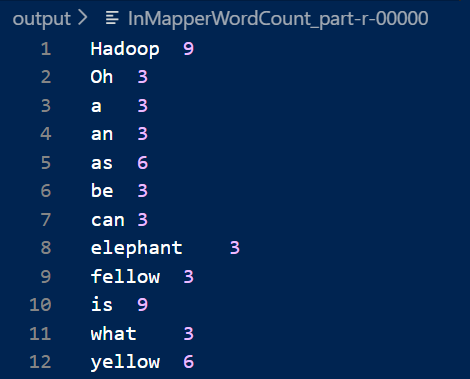 output > InMapperWordCount_part-r-00000
1 Hadoop 9
2 Oh 3
3 a 3
4 an 3
5 as 6
6 be 3
7 can 3
8 elephant 3
9 fellow 3
10 is 9
11 what 3
12 yellow 6